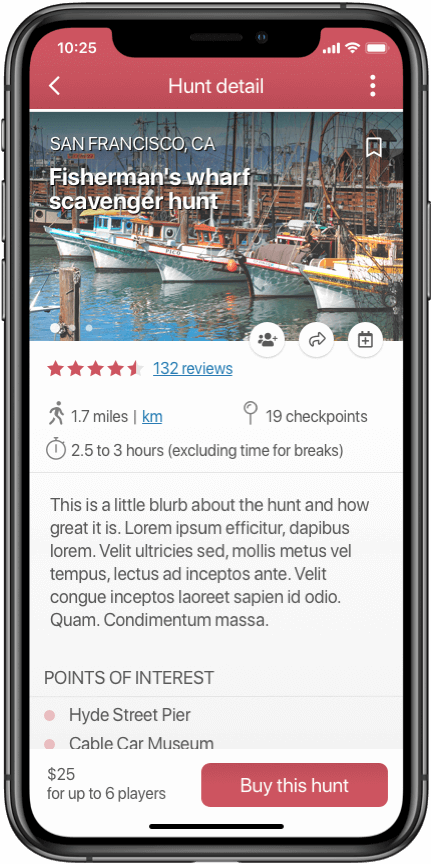 10:25
Hunt detail
SAN FRANCISCO, CA
Fisherman's wharf
scavenger hunt
132 reviews
1.7 miles | km
19 checkpoints
2.5 to 3 hours (excluding time for breaks)
This is a little blurb about the hunt and how
great it is. Lorem ipsum efficitur, dapibus
lorem. Velit ultricies sed, mollis metus vel
tempus, lectus ad inceptos ante. Velit
congue inceptos laoreet sapien id odio.
Quam. Condimentum massa.
POINTS OF INTEREST
Hyde Street Pier
Cable Car Museum
$25
for up to 6 players
Buy this hunt